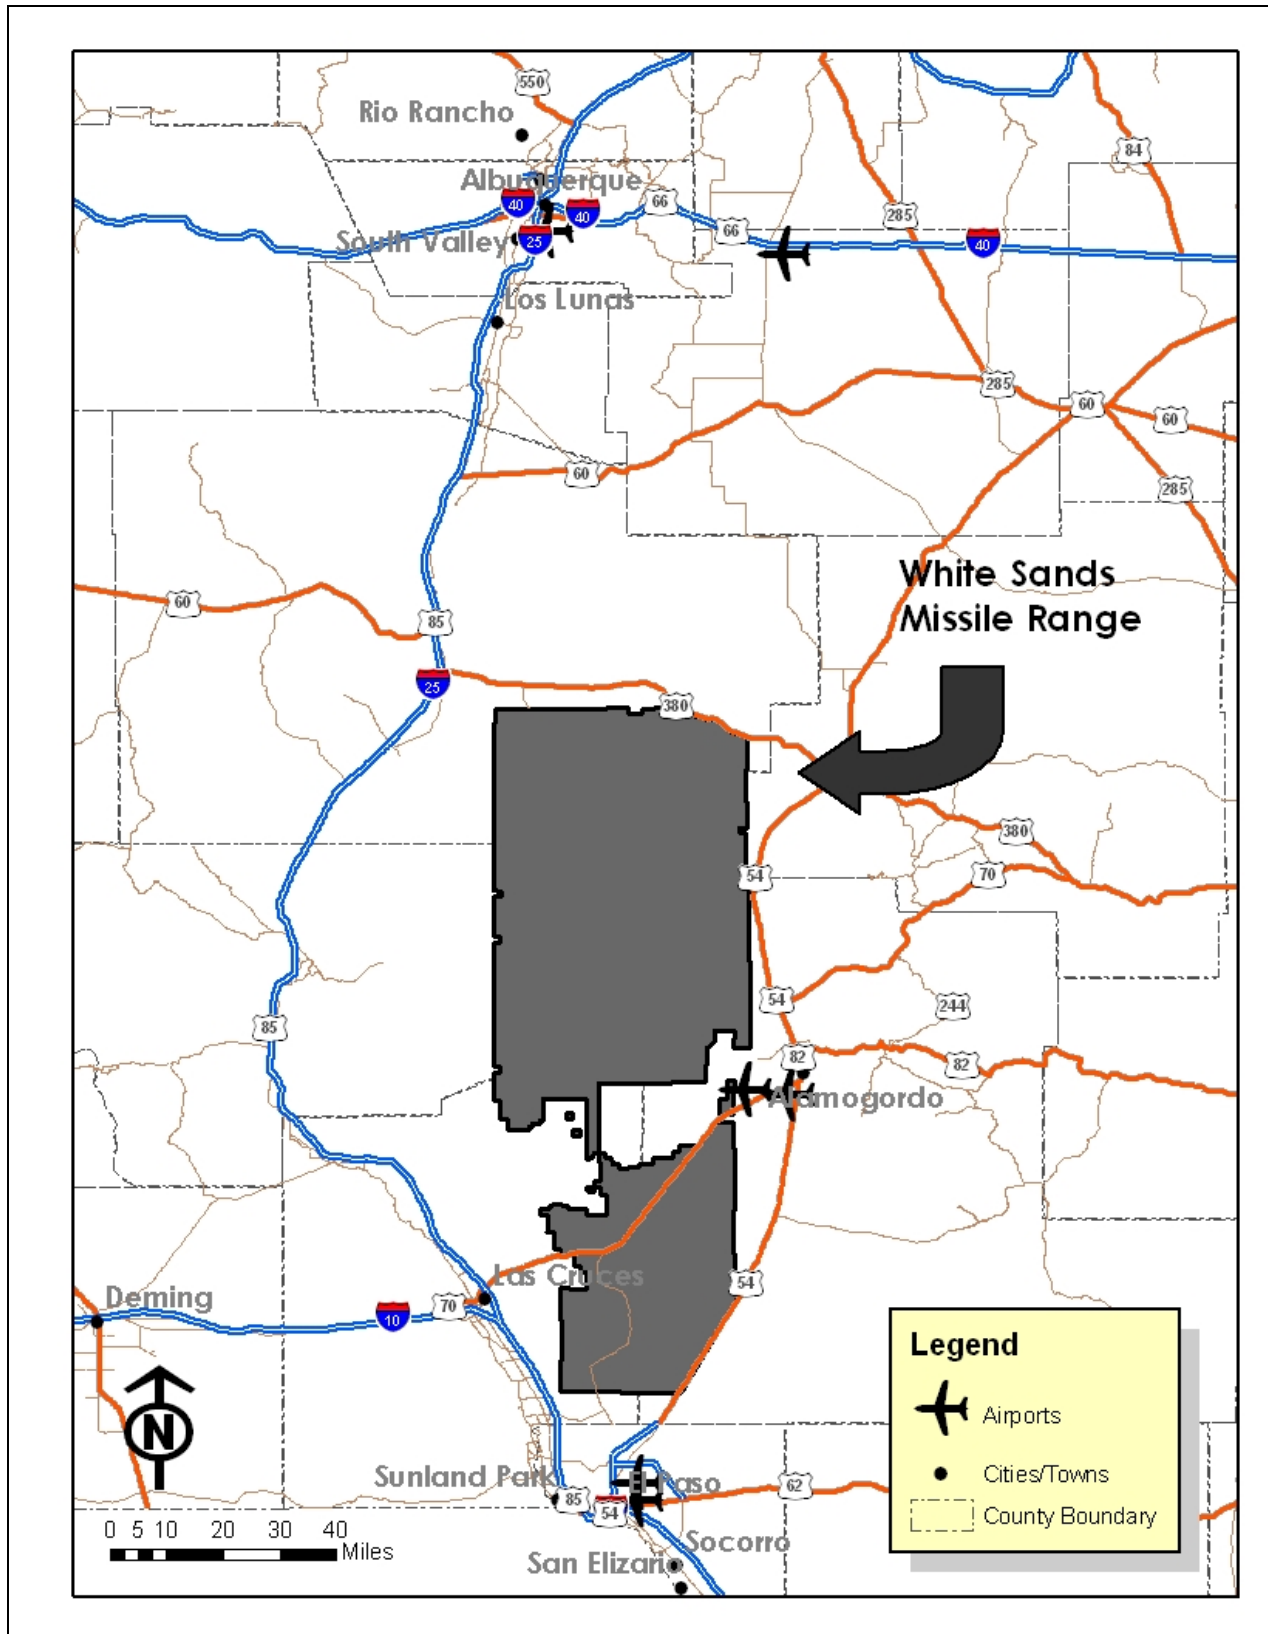 550
Rio Rancho
84
Albuquerque
40
40
66
285
66
South Valley
25
40
Los Lunas
285
60
60
60
285
White Sands
Missile Range
60
85
25
380
380
54
70
54
244
85
82
82
Alamogordo
Las Cruces
54
Deming
70
10
Legend
Airports
Cities/Towns
County Boundary
N
Sunland Park
El Paso
62
85
54
0 5 10 20 30 40
Miles
Socorro
San Elizario